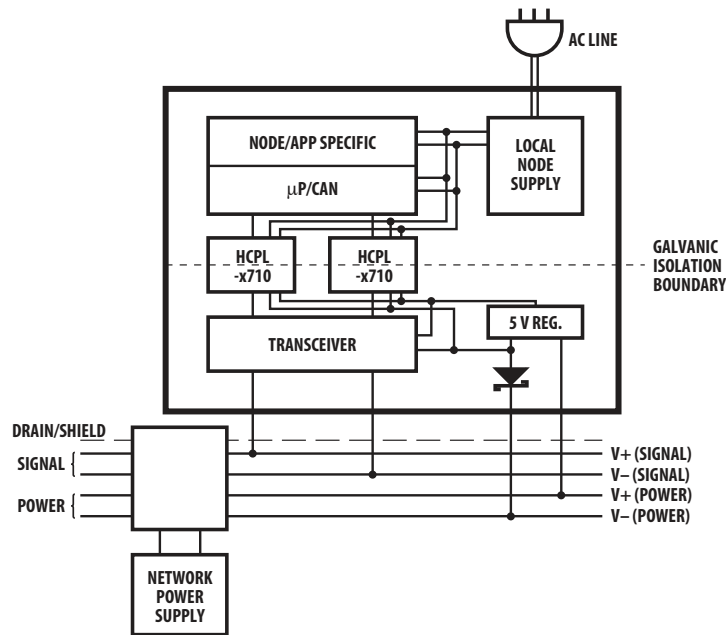 AC LINE
NODE/APP SPECIFIC
μP/CAN
LOCAL
NODE
SUPPLY
HCPL
-x710
HCPL
-x710
GALVANIC
ISOLATION
BOUNDARY
5 V REG.
TRANSCEIVER
DRAIN/SHIELD
SIGNAL
POWER
V+ (SIGNAL)
V– (SIGNAL)
V+ (POWER)
V– (POWER)
NETWORK
POWER
SUPPLY